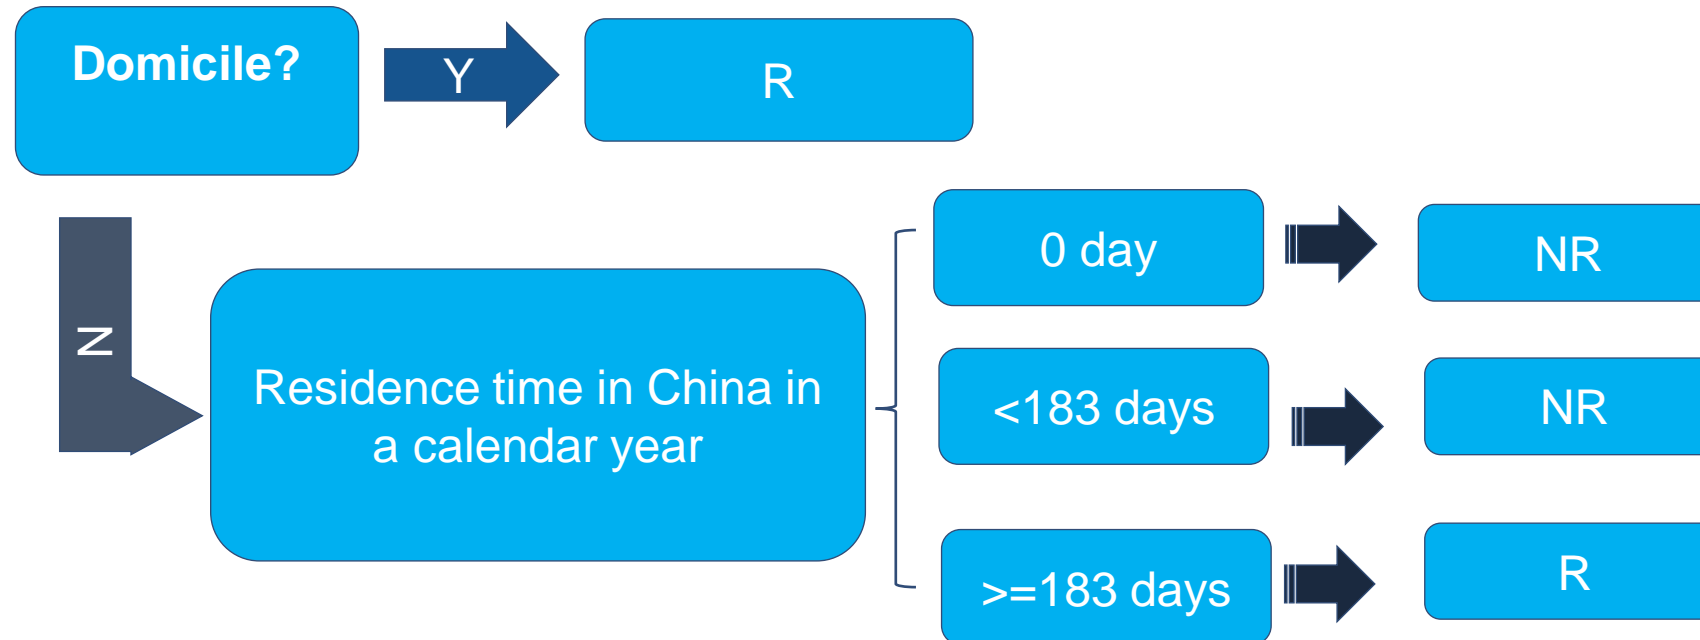 Domicile?
Y
R
N
Residence time in China in
a calendar year
0 day
NR
<183 days
NR
>=183 days
R